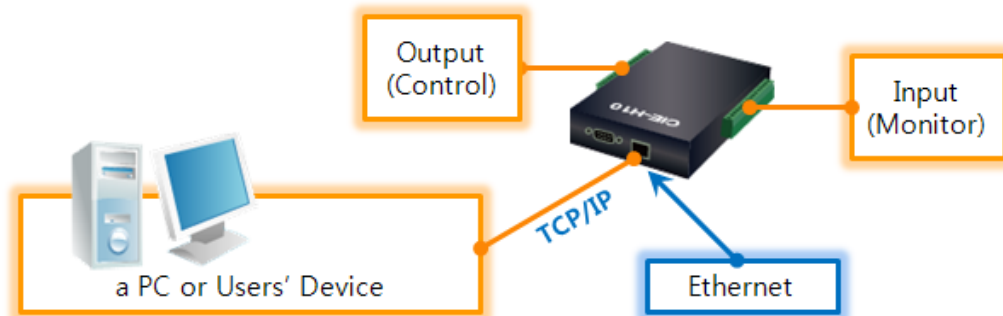 Output
(Control)
CIE-H10
Input
(Monitor)
TCP/IP
a PC or Users' Device
Ethernet